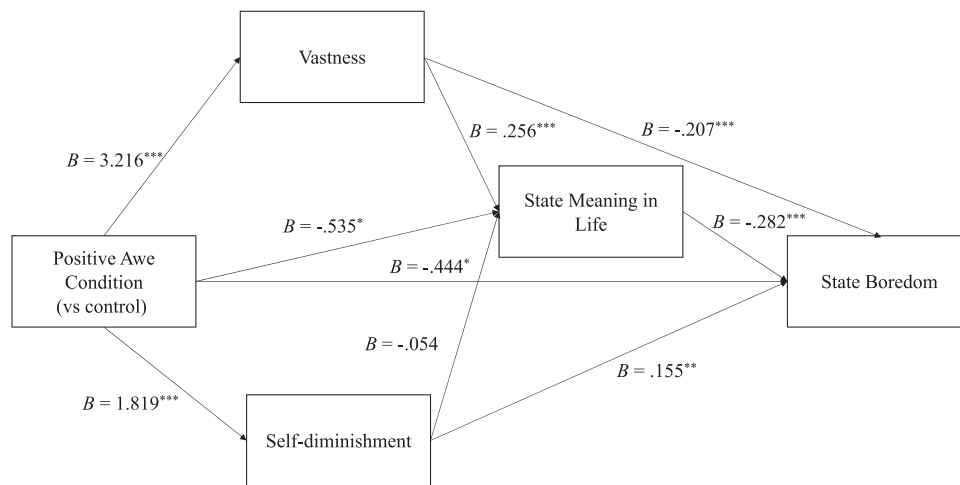 Vastness
B = .256***
B = -.207***
B = 3.216***
State Meaning in
Life
B = -.535*
B = -.282***
Positive Awe
Condition
(vs control)
B = -.444*
State Boredom
B = -.054
B = .155**
B = 1.819***
Self-diminishment